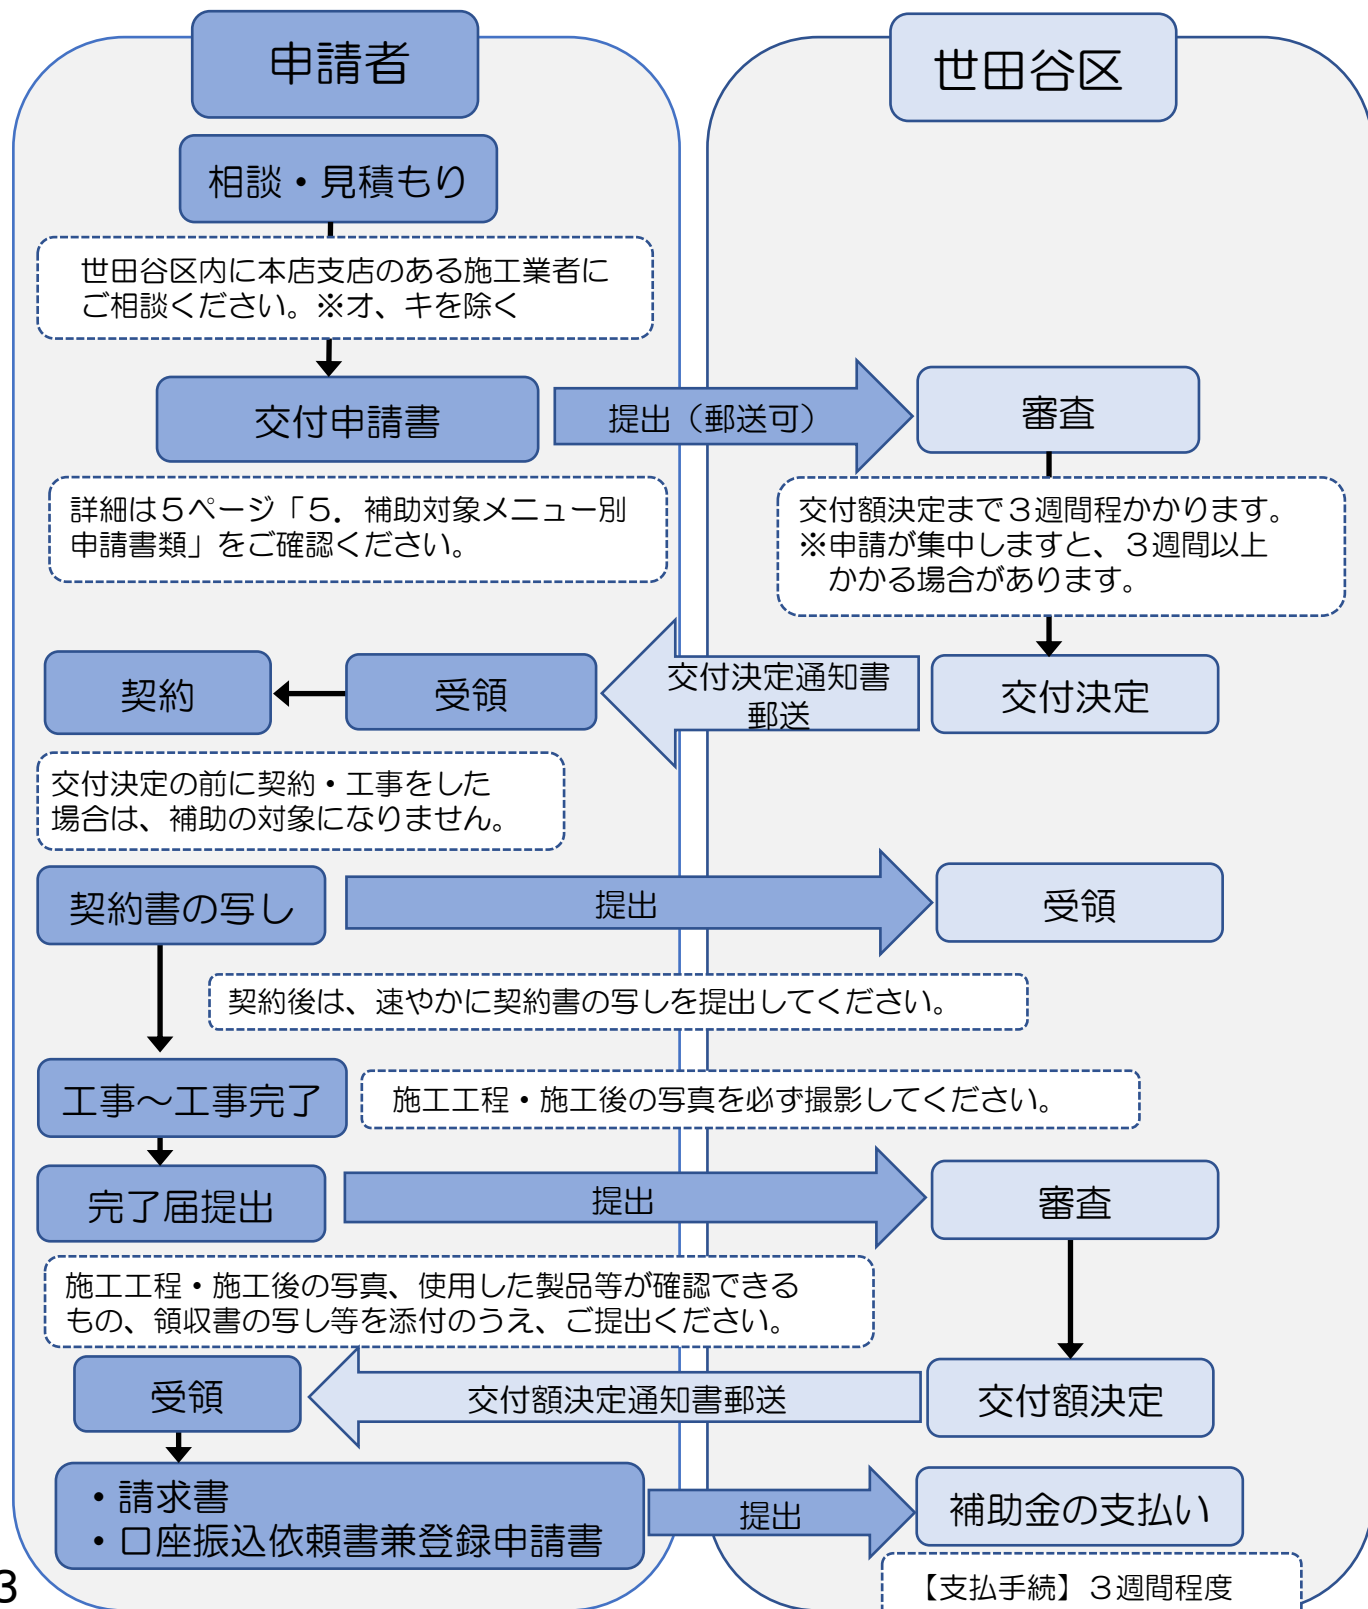 申請者
世田谷区
相談・見積もり
世田谷区内に本店支店のある施工業者に
ご相談ください。※オ、キを除く
交付申請書
提出（郵送可）
審査
詳細は５ページ「５．補助対象メニュー別
申請書類」をご確認ください。
交付額決定まで３週間程かかります。
※申請が集中しますと、３週間以上
かかる場合があります。
契約
受領
交付決定通知書
郵送
交付決定
交付決定の前に契約・工事をした
場合は、補助の対象になりません。
契約書の写し
提出
受領
契約後は、速やかに契約書の写しを提出してください。
工事～工事完了
施工工程・施工後の写真を必ず撮影してください。
完了届提出
提出
審査
施工工程・施工後の写真、使用した製品等が確認できる
もの、領収書の写し等を添付のうえ、ご提出ください。
受領
交付額決定通知書郵送
交付額決定
・請求書
・口座振込依頼書兼登録申請書
提出
補助金の支払い
【支払手続】３週間程度
3